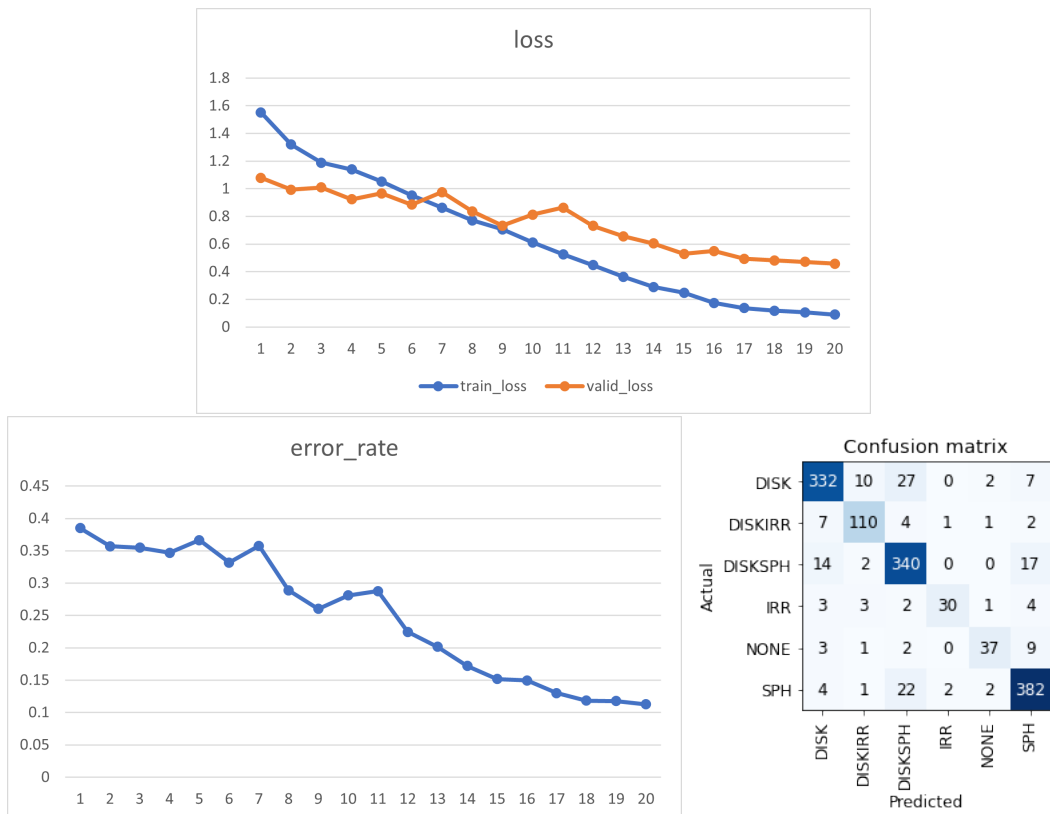 loss
1.8
1.6
1.4
1.2
1
0.8
0.6
0.4
0.2
0
1 2 3 4 5 6 7 8 9 10 11 12 13 14 15 16 17 18 19 20
train_loss valid_loss
error_rate
0.45
0.4
0.35
0.3
0.25
0.2
0.15
0.1
0.05
0
1 2 3 4 5 6 7 8 9 10 11 12 13 14 15 16 17 18 19 20
Confusion matrix
Actual
DISK 332 10 27 0 2 7
DISKIRR 7 110 4 1 1 2
DISKSPH 14 2 340 0 0 17
IRR 3 3 2 30 1 4
NONE 3 1 2 0 37 9
SPH 4 1 22 2 2 382
DISK DISKIRR DISKSPH IRR NONE SPH
Predicted